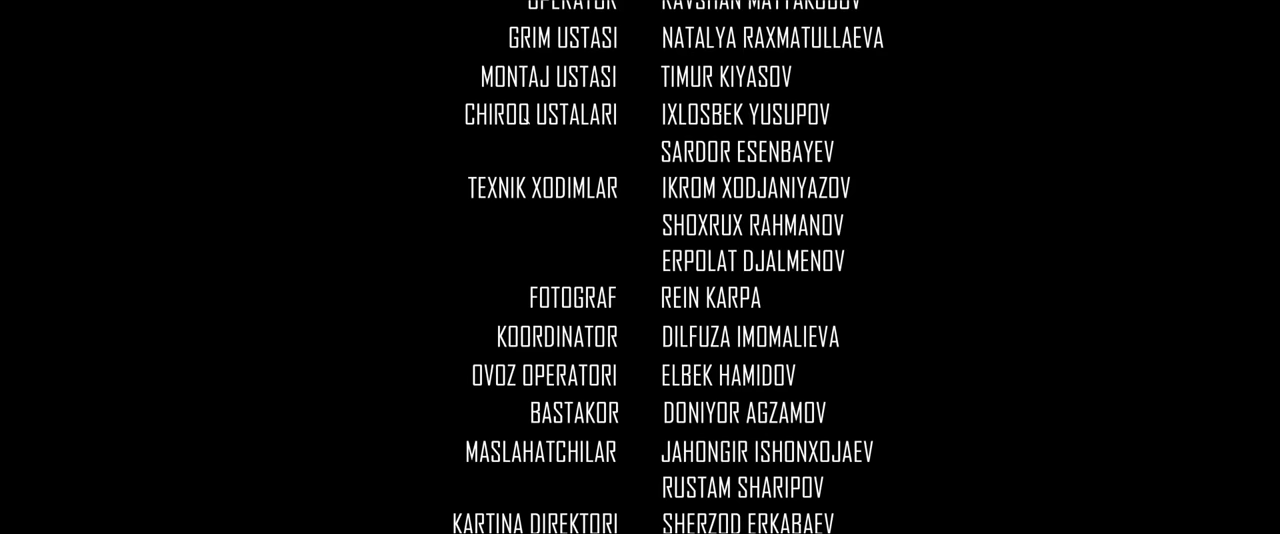 OPERATOR RAVSHAN
GRIM USTASI NATALYA RAXMATULLAEVA
MONTAJ USTASI TIMUR KIYASOV
CHIROQ USTALARI IXLOSBEK YUSUPOV
SARDOR ESENBAYEV
TEXNIK XODIMLAR IKROM XODJANIYAZOV
SHOXRUX RAHMANOV
ERPOLAT DJALMENOV
FOTOGRAF REIN KARPA
KOORDINATOR DILFUZA IMOMALIEVA
OVOZ OPERATORI ELBEK HAMIDOV
BASTAKOR DONIYOR AGZAMOV
MASLAHATCHILAR JAHONGIR ISHONXOJAEV
RUSTAM SHARIPOV
KARTINA DIREKTORI SHERZOD ERKABAEV